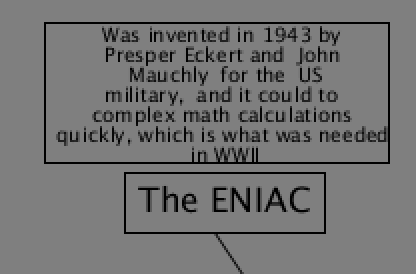 Was invented in 1943 by
Presper Eckert and John
Mauchly for the US
military, and it could to
complex math calculations
quickly, which is what was needed
in WWII
The ENIAC